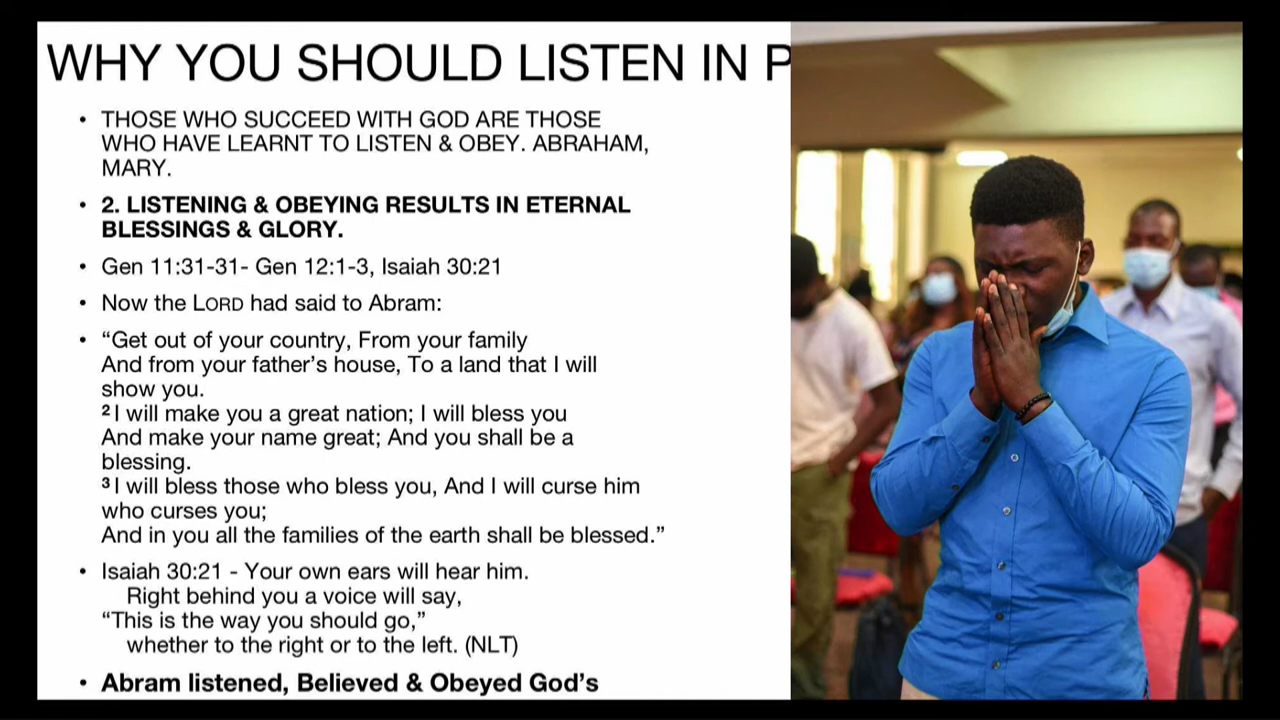 WHY YOU SHOULD LISTEN IN P
• THOSE WHO SUCCEED WITH GOD ARE THOSE
WHO HAVE LEARNT TO LISTEN & OBEY. ABRAHAM,
MARY.
• 2. LISTENING & OBEYING RESULTS IN ETERNAL
BLESSINGS & GLORY.
• Gen 11:31-31- Gen 12:1-3, Isaiah 30:21
• Now the LORD had said to Abram:
• “Get out of your country, From your family
And from your father’s house, To a land that I will
show you.
2 I will make you a great nation; I will bless you
And make your name great; And you shall be a
blessing.
3 I will bless those who bless you, And I will curse him
who curses you;
And in you all the families of the earth shall be blessed.”
• Isaiah 30:21 - Your own ears will hear him.
Right behind you a voice will say,
“This is the way you should go,”
whether to the right or to the left. (NLT)
• Abram listened, Believed & Obeyed God’s